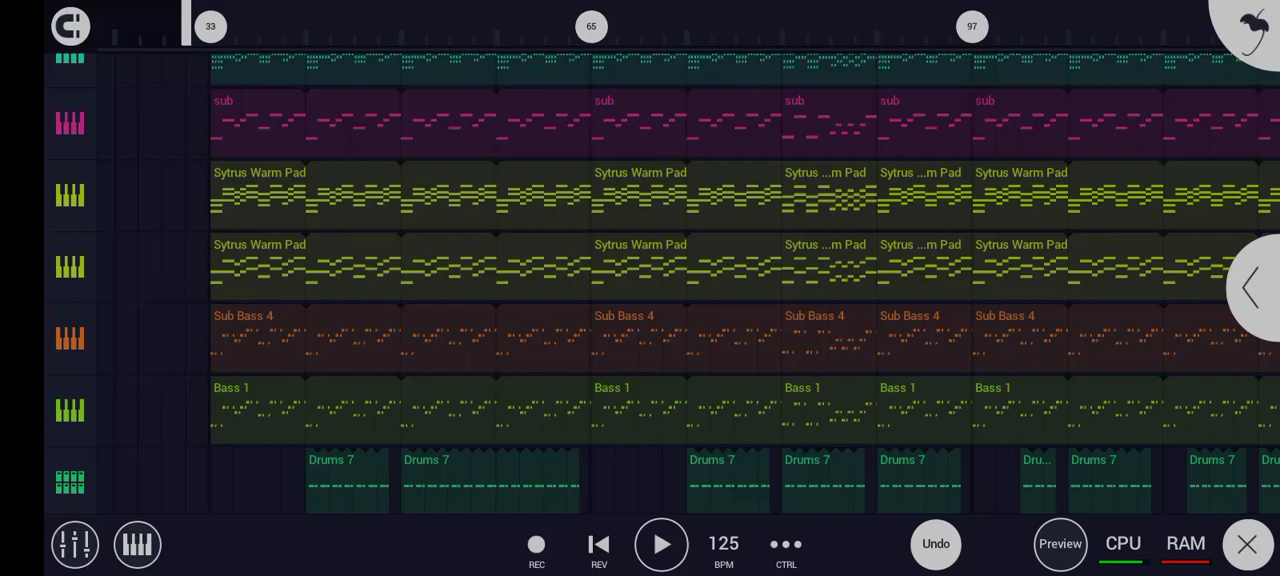 33 65 97
sub sub sub sub sub
Sytrus Warm Pad Sytrus Warm Pad Sytrus ...m Pad Sytrus ...m Pad Sytrus Warm Pad
Sytrus Warm Pad Sytrus Warm Pad Sytrus ...m Pad Sytrus ...m Pad Sytrus Warm Pad
Sub Bass 4 Sub Bass 4 Sub Bass 4 Sub Bass 4 Sub Bass 4
Bass 1 Bass 1 Bass 1 Bass 1 Bass 1
Drums 7 Drums 7 Drums 7 Drums 7 Drums 7 Dru... Drums 7 Drums 7 Dru
125 Undo Preview CPU RAM
REC REV BPM CTRL